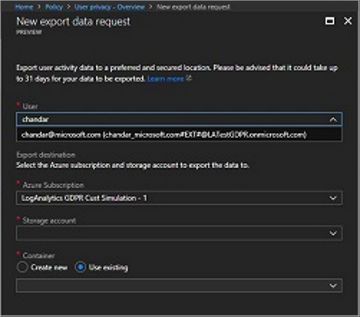 Home > Policy > User privacy - Overview > New export data request
New export data request
PREVIEW
Export user activity data to a preferred and secured location. Please be advised that it could take up
to 31 days for your data to be exported. Learn more
* User
chandar
chandar@microsoft.com (chandar_microsoft.com#EXT#@LATestGDPR.onmicrosoft.com)
Export destination
Select the Azure subscription and storage account to export the data to.
* Azure Subscription
LogAnalytics GDPR Cust Simulation - 1
* Storage account
* Container
Create new Use existing